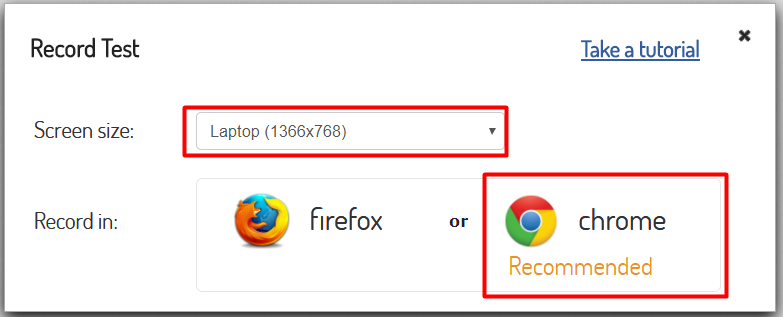 Record Test
Take a tutorial
Screen size:
Laptop (1366x768)
Record in:
firefox or chrome
Recommended